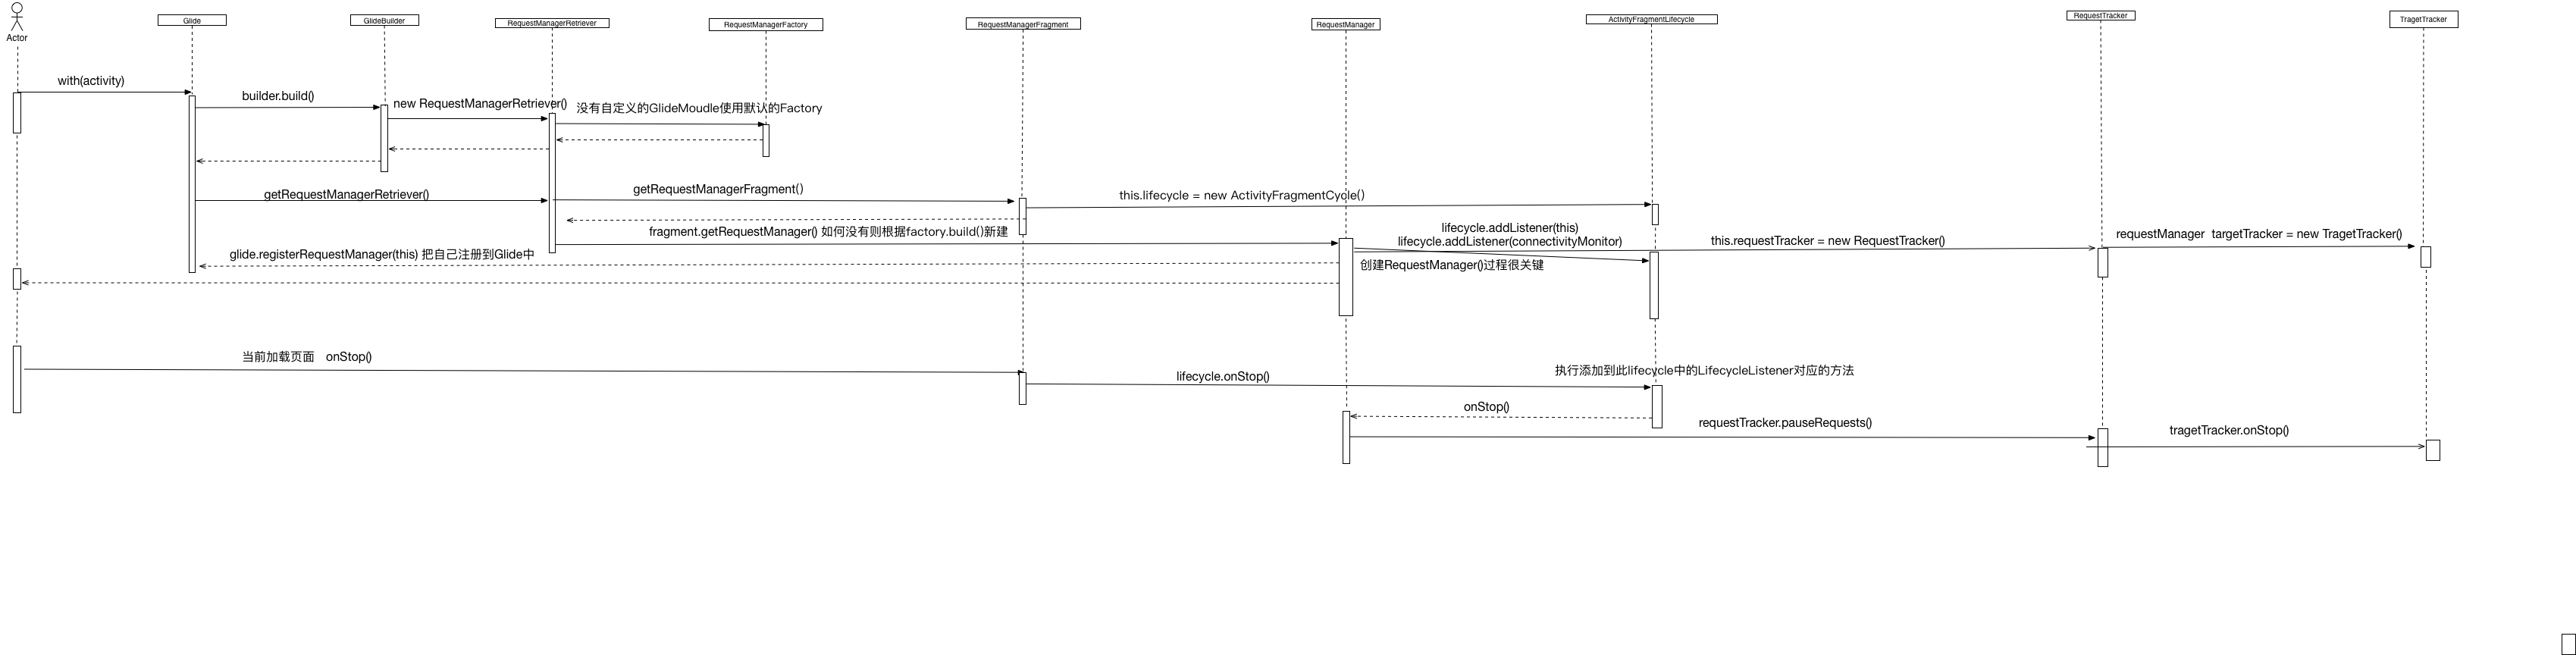 Actor
Glide
GlideBuilder
RequestManagerRetriever
RequestManagerFactory
RequestManagerFragment
RequestManager
ActivityFragmentLifecycle
RequestTracker
TragetTracker
with(activity)
builder.build()
new RequestManagerRetriever()
没有自定义的GlideMoudle使用默认的Factory
getRequestManagerRetriever()
getRequestManagerFragment()
this.lifecycle = new ActivityFragmentCycle()
fragment.getRequestManager() 如何没有则根据factory.build()新建
lifecycle.addListener(this)
lifecycle.addListener(connectivityMonitor)
this.requestTracker = new RequestTracker()
requestManager targetTracker = new TragetTracker()
glide.registerRequestManager(this) 把自己注册到Glide中
创建RequestManager()过程很关键
当前加载页面 onStop()
lifecycle.onStop()
执行添加到此lifecycle中的LifecycleListener对应的方法
onStop()
requestTracker.pauseRequests()
tragetTracker.onStop()